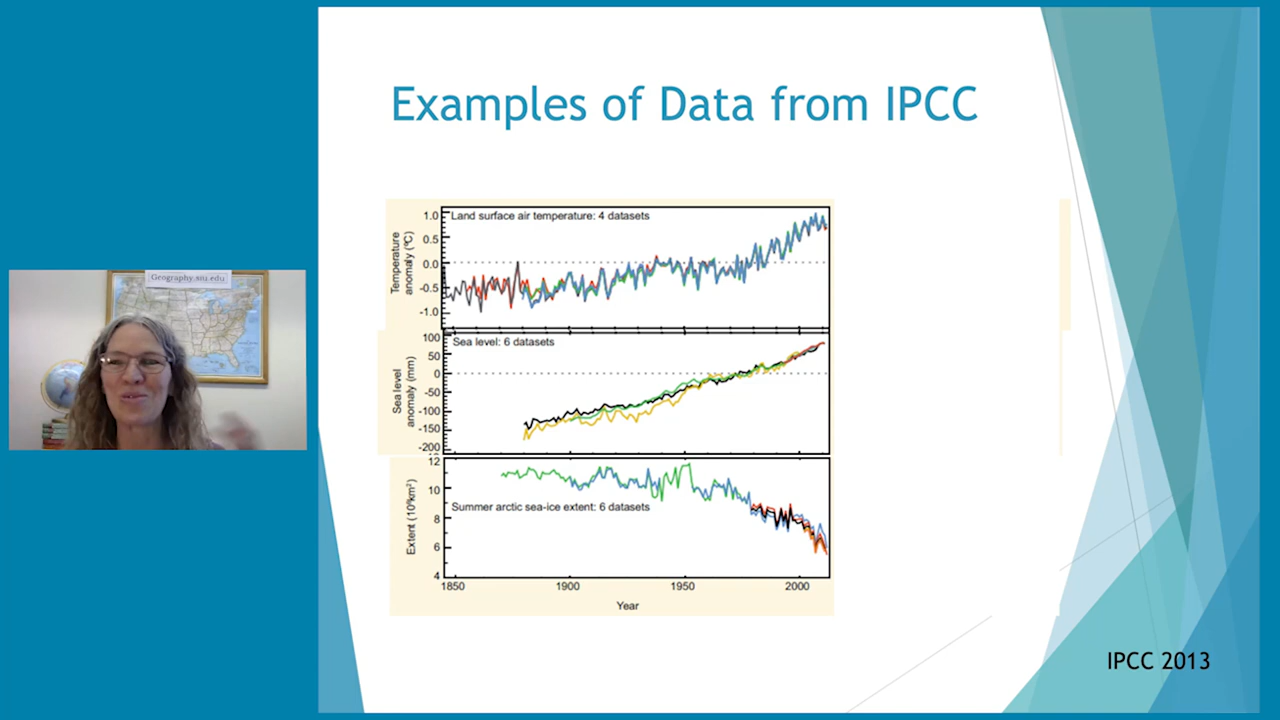 Examples of Data from IPCC
Geography.siu.edu
Land surface air temperature: 4 datasets
Temperature
anomaly (ºC)
1.0
0.5
0.0
-0.5
-1.0
Sea level: 6 datasets
Sea level
anomaly (mm)
100
50
0
-50
-100
-150
-200
Summer arctic sea-ice extent: 6 datasets
Extent (10⁶km²)
12
10
8
6
4
1850 1900 1950 2000
Year
IPCC 2013